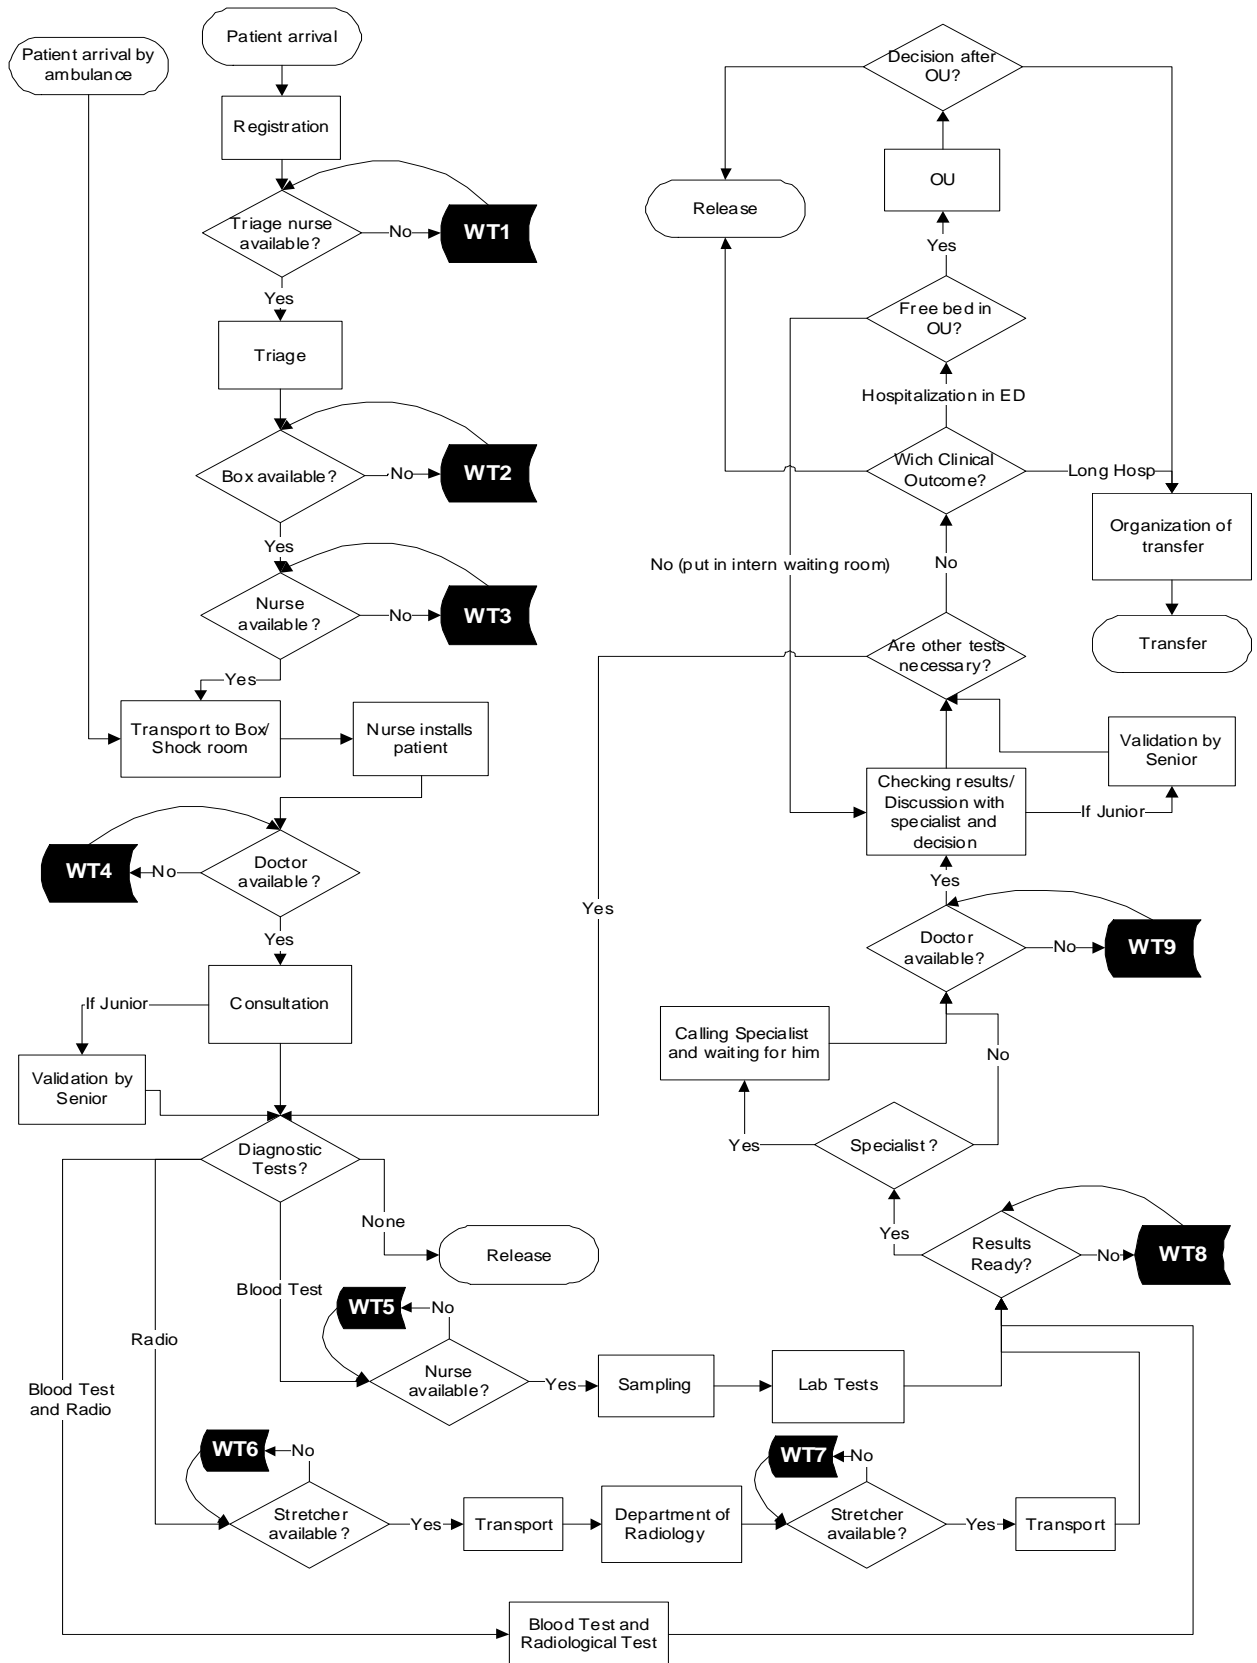 Patient arrival
Patient arrival by
ambulance
Registration
Triage nurse
available?
No
WT1
Yes
Triage
Box available?
No
WT2
Yes
Nurse
available?
No
WT3
Yes
Transport to Box/
Shock room
Nurse installs
patient
Doctor
available?
No
WT4
Yes
Consultation
If Junior
Validation by
Senior
Diagnostic
Tests?
None
Release
Blood Test
Radio
Blood Test
and Radio
WT5
No
Nurse
available?
Yes
Sampling
Lab Tests
WT6
No
Stretcher
available?
Yes
Transport
Department of
Radiology
WT7
No
Stretcher
available?
Yes
Transport
Blood Test and
Radiological Test
Results
Ready?
No
WT8
Yes
Specialist?
Yes
No
Calling Specialist
and waiting for him
Doctor
available?
No
WT9
Yes
Checking results/
Discussion with
specialist and
decision
If Junior
Validation by
Senior
Are other tests
necessary?
Yes
No
Wich Clinical
Outcome?
Long Hosp
Organization of
transfer
Transfer
Hospitalization in ED
Free bed in
OU?
No (put in intern waiting room)
Yes
OU
Decision after
OU?
Release